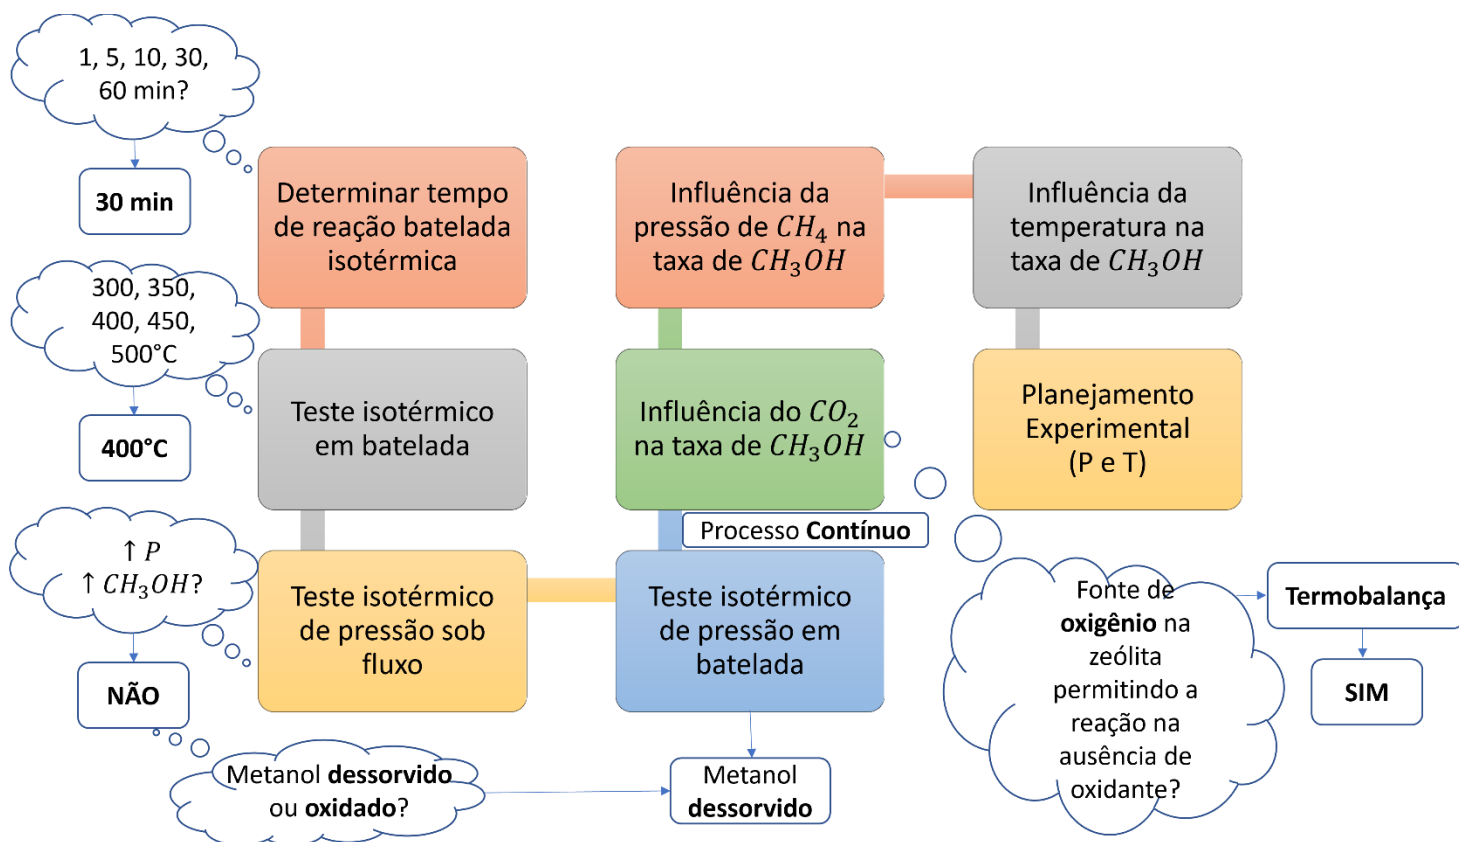 1, 5, 10, 30,
60 min?
30 min
Determinar tempo
de reação batelada
isotérmica
300, 350,
400, 450,
500°C
400°C
Teste isotérmico
em batelada
↑ P
↑ CH₃OH?
NÃO
Teste isotérmico
de pressão sob
fluxo
Metanol dessorvido
ou oxidado?
Metanol
dessorvido
Teste isotérmico
de pressão em
batelada
Processo Contínuo
Influência do CO₂
na taxa de CH₃OH
Fonte de
oxigênio na
zeólita
permitindo a
reação na
ausência de
oxidante?
Termobalança
SIM
Influência da
pressão de CH₄ na
taxa de CH₃OH
Influência da
temperatura na
taxa de CH₃OH
Planejamento
Experimental
(P e T)